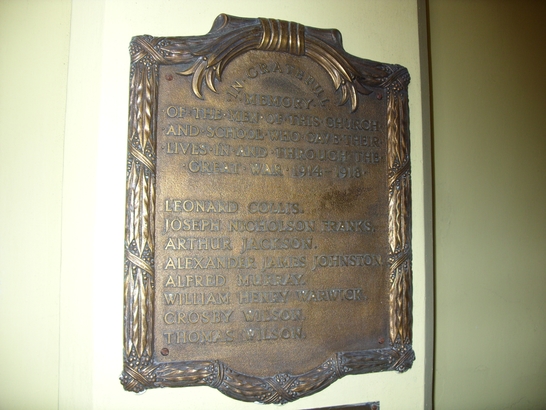 IN GRATEFUL
MEMORY
OF·THE·MEN·OF·THIS·CHURCH
AND·SCHOOL·WHO·GAVE·THEIR
LIVES·IN·AND·THROUGH·THE
GREAT·WAR·1914-1918·
LEONARD COLLIS.
JOSEPH NICHOLSON FRANKS.
ARTHUR JACKSON.
ALEXANDER JAMES JOHNSTON.
ALFRED MURRAY.
WILLIAM HENRY WARWICK.
CROSBY WILSON.
THOMAS WILSON.